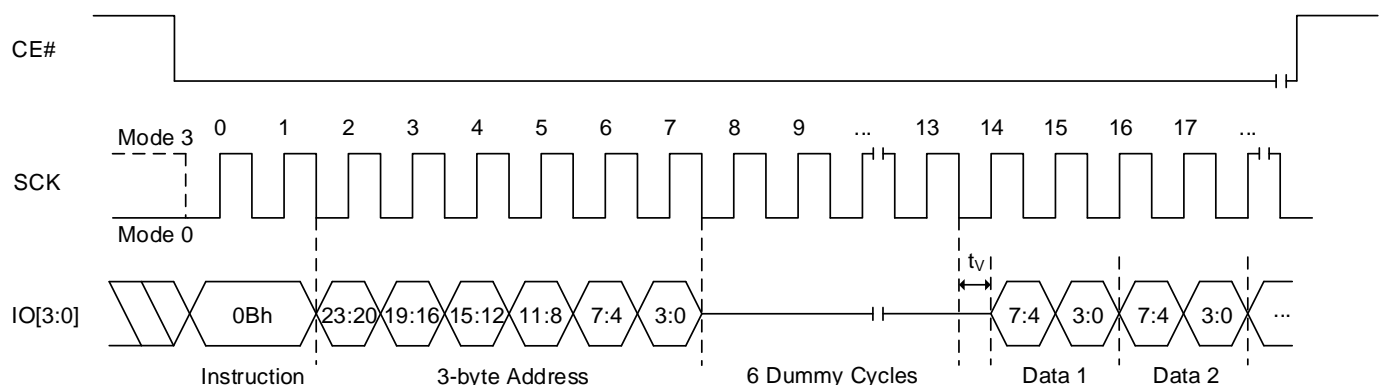 CE#
0 1 2 3 4 5 6 7 8 9 ... 13 14 15 16 17 ...
Mode 3
SCK
Mode 0
tV
IO[3:0] 0Bh 23:20 19:16 15:12 11:8 7:4 3:0 7:4 3:0 7:4 3:0 ...
Instruction 3-byte Address 6 Dummy Cycles Data 1 Data 2